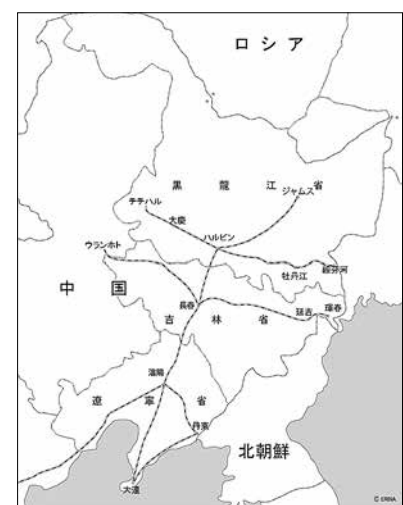 ロシア
黒龍江省
ジャムス
チチハル
大慶
ハルビン
ウランホト
牡丹江
綏芬河
中国
長春
吉林省
延吉
琿春
瀋陽
遼寧省
丹東
北朝鮮
大連
© ERINA